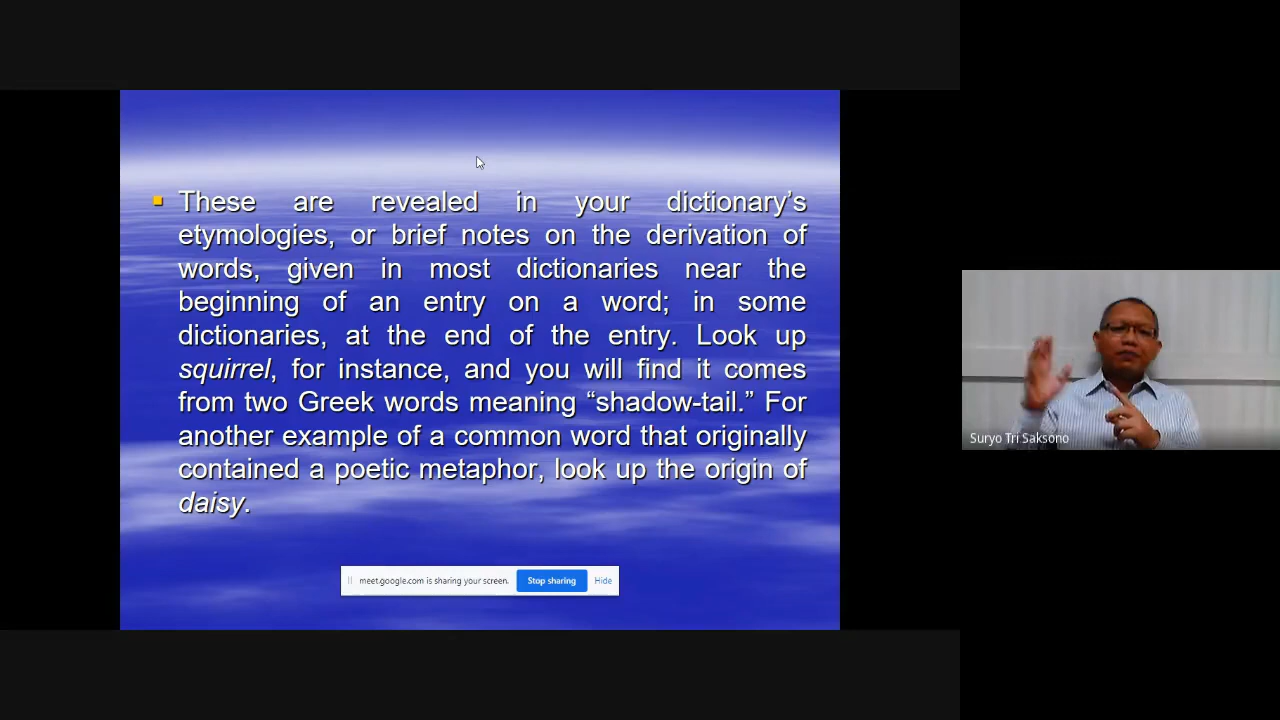 These are revealed in your dictionary’s
etymologies, or brief notes on the derivation of
words, given in most dictionaries near the
beginning of an entry on a word; in some
dictionaries, at the end of the entry. Look up
squirrel, for instance, and you will find it comes
from two Greek words meaning “shadow-tail.” For
another example of a common word that originally
contained a poetic metaphor, look up the origin of
daisy.
meet.google.com is sharing your screen. Stop sharing Hide
Suryo Tri Saksono